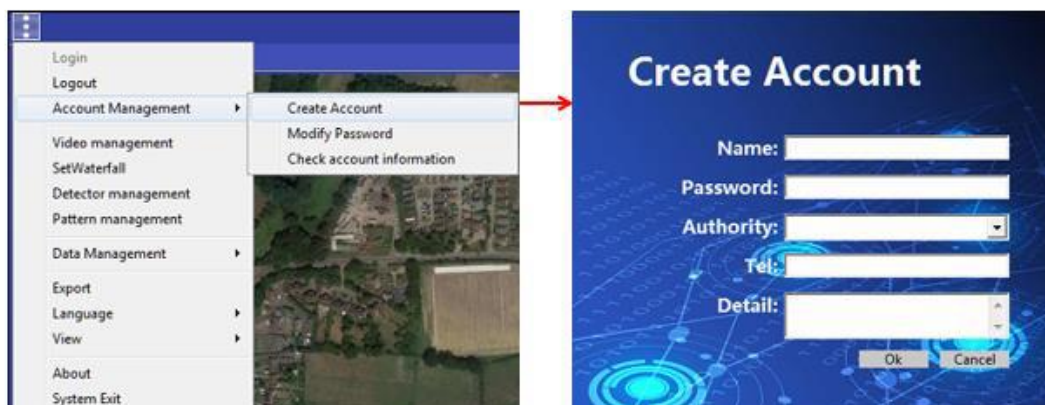 Login
Logout
Account Management
Video management
SetWaterfall
Detector management
Pattern management
Data Management
Export
Language
View
About
System Exit
Create Account
Modify Password
Check account information
Create Account
Name:
Password:
Authority:
Tel:
Detail:
Ok Cancel